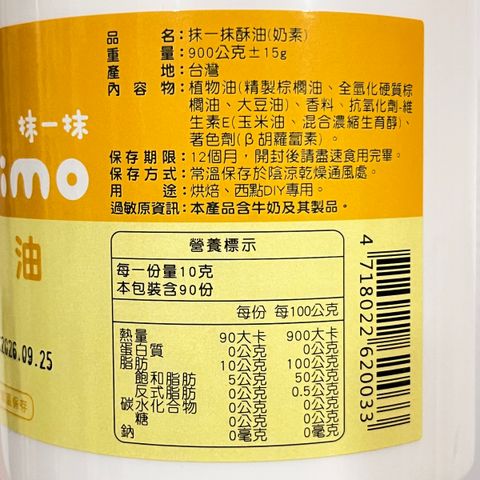 品名:抹一抹酥油(奶素)
重量:900公克±15g
產地:台灣
內容物:植物油(精製棕櫚油、全氫化硬質棕
櫚油、大豆油)、香料、抗氧化劑-維
生素E(玉米油、混合濃縮生育醇)、
著色劑(β胡蘿蔔素)。
保存期限:12個月，開封後請盡速食用完畢。
保存方式:常溫保存於陰涼乾燥通風處。
用途:烘焙、西點DIY專用。
過敏原資訊:本產品含牛奶及其製品。
抹一抹
imo
油
2026.09.25
保存
營養標示
每一份量10克
本包裝含90份
每份 每100公克
熱量 90大卡 900大卡
蛋白質 0公克 0公克
脂肪 10公克 100公克
飽和脂肪 5公克 50公克
反式脂肪 0公克 0.5公克
碳水化合物 0公克 0公克
糖 0公克 0公克
鈉 0毫克 0毫克
4 718022 620033